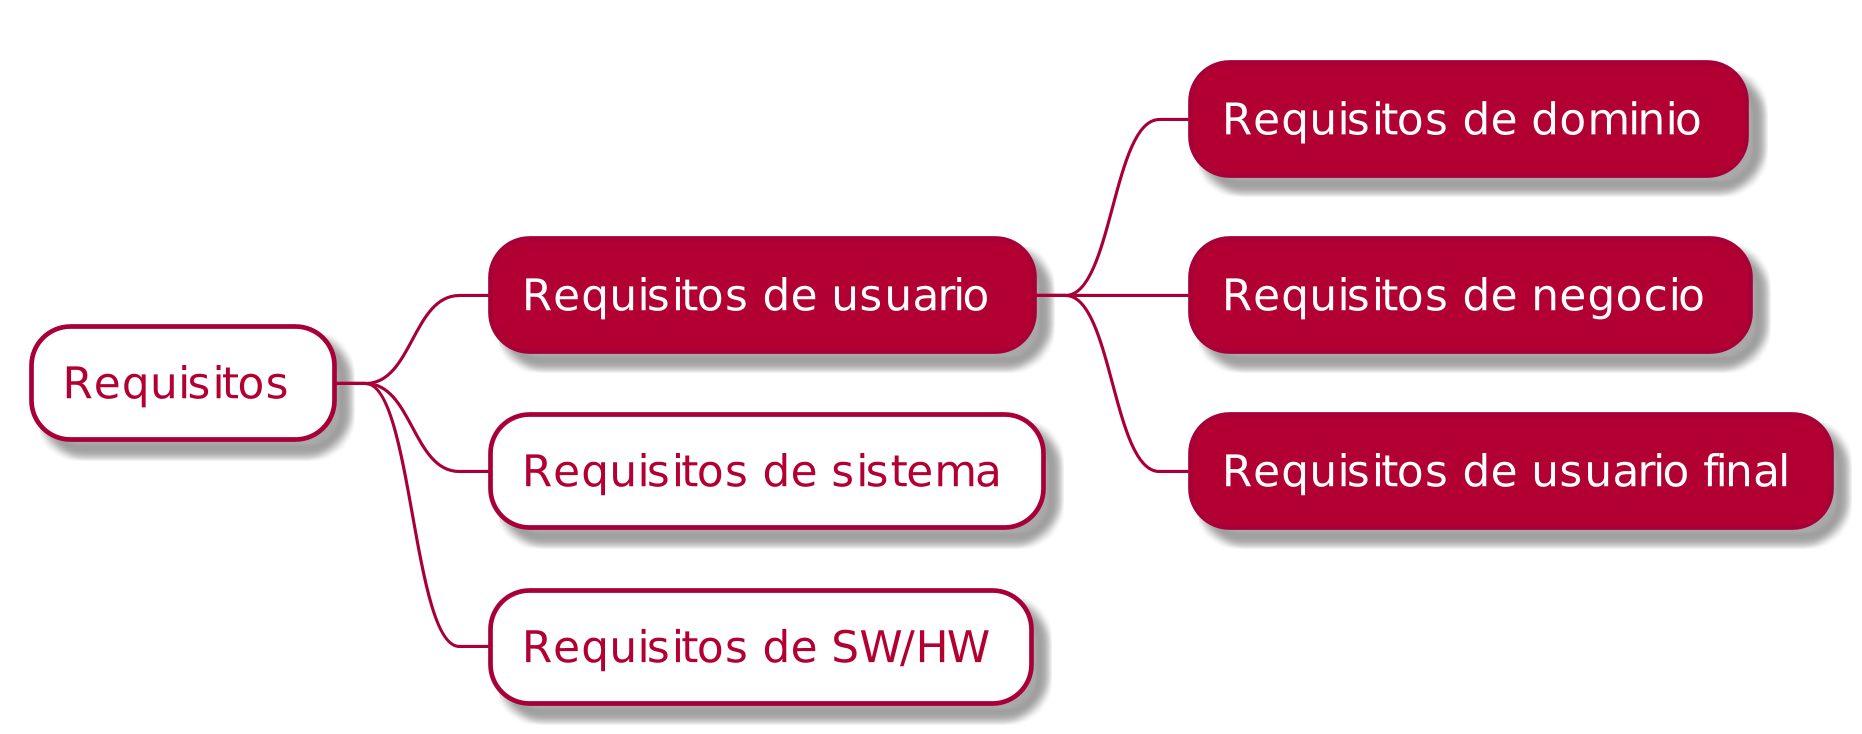 Requisitos
Requisitos de usuario
Requisitos de dominio
Requisitos de negocio
Requisitos de usuario final
Requisitos de sistema
Requisitos de SW/HW